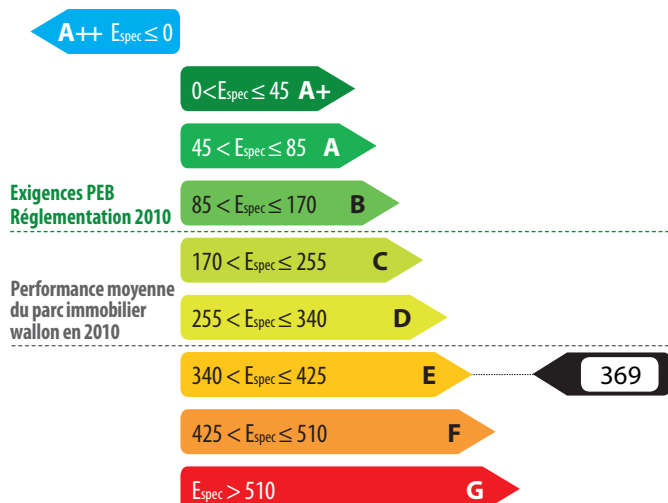 A++ Espec ≤ 0
0<Espec ≤ 45 A+
45 < Espec ≤ 85 A
Exigences PEB
Réglementation 2010
85 < Espec ≤ 170 B
170 < Espec ≤ 255 C
Performance moyenne
du parc immobilier
wallon en 2010
255 < Espec ≤ 340 D
340 < Espec ≤ 425 E
369
425 < Espec ≤ 510 F
Espec > 510 G